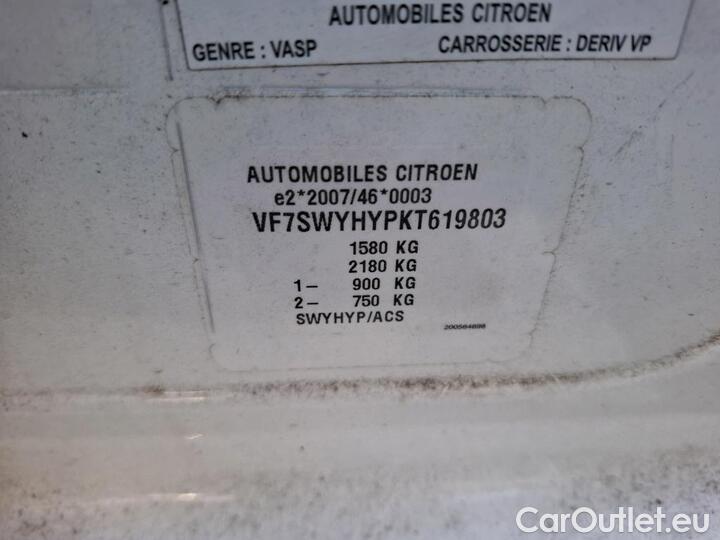 AUTOMOBILES CITROEN
GENRE : VASP CARROSSERIE : DERIV VP
AUTOMOBILES CITROEN
e2*2007/46*0003
VF7SWYHYPKT619803
1580 KG
2180 KG
1- 900 KG
2- 750 KG
SWYHYP/ACS
200564698
CarOutlet.eu